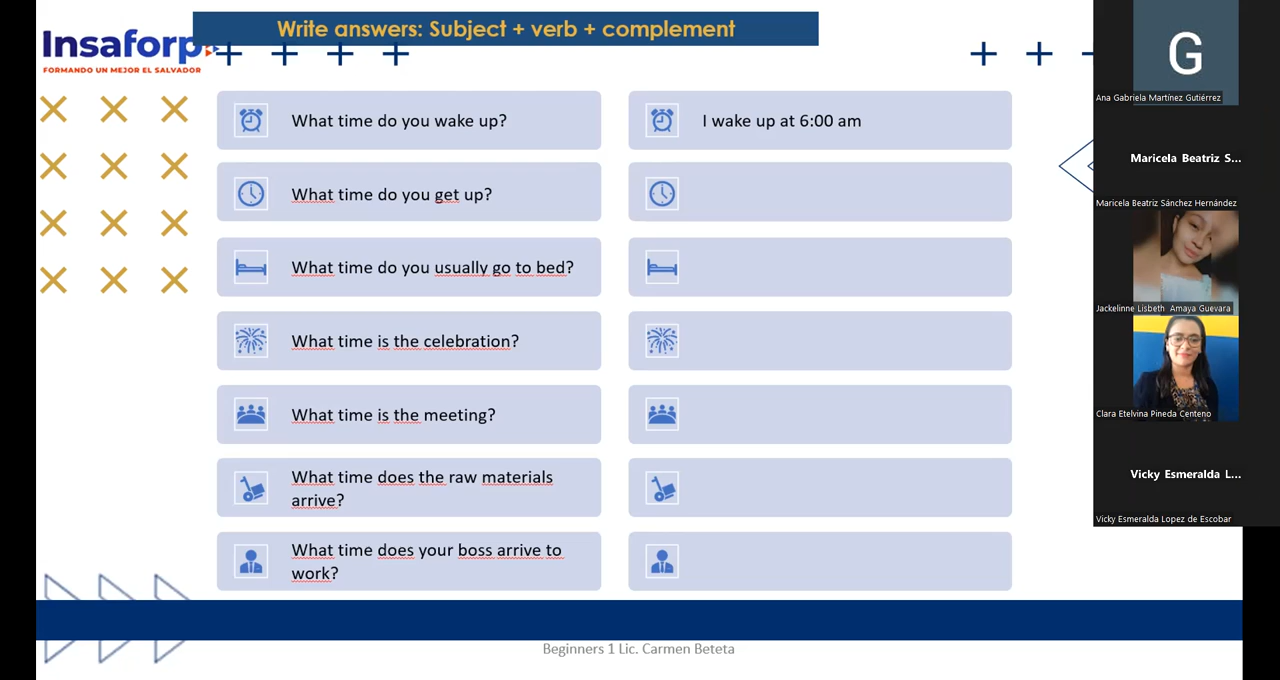 Write answers: Subject + verb + complement
Insaforp
FORMANDO UN MEJOR EL SALVADOR
What time do you wake up?
I wake up at 6:00 am
What time do you get up?
What time do you usually go to bed?
What time is the celebration?
What time is the meeting?
What time does the raw materials
arrive?
What time does your boss arrive to
work?
Beginners 1 Lic. Carmen Beteta
G
Ana Gabriela Martínez Gutiérrez
Maricela Beatriz S...
Maricela Beatriz Sánchez Hernández
Jackelinne Lisbeth Amaya Guevara
Clara Etelvina Pineda Centeno
Vicky Esmeralda L...
Vicky Esmeralda Lopez de Escobar